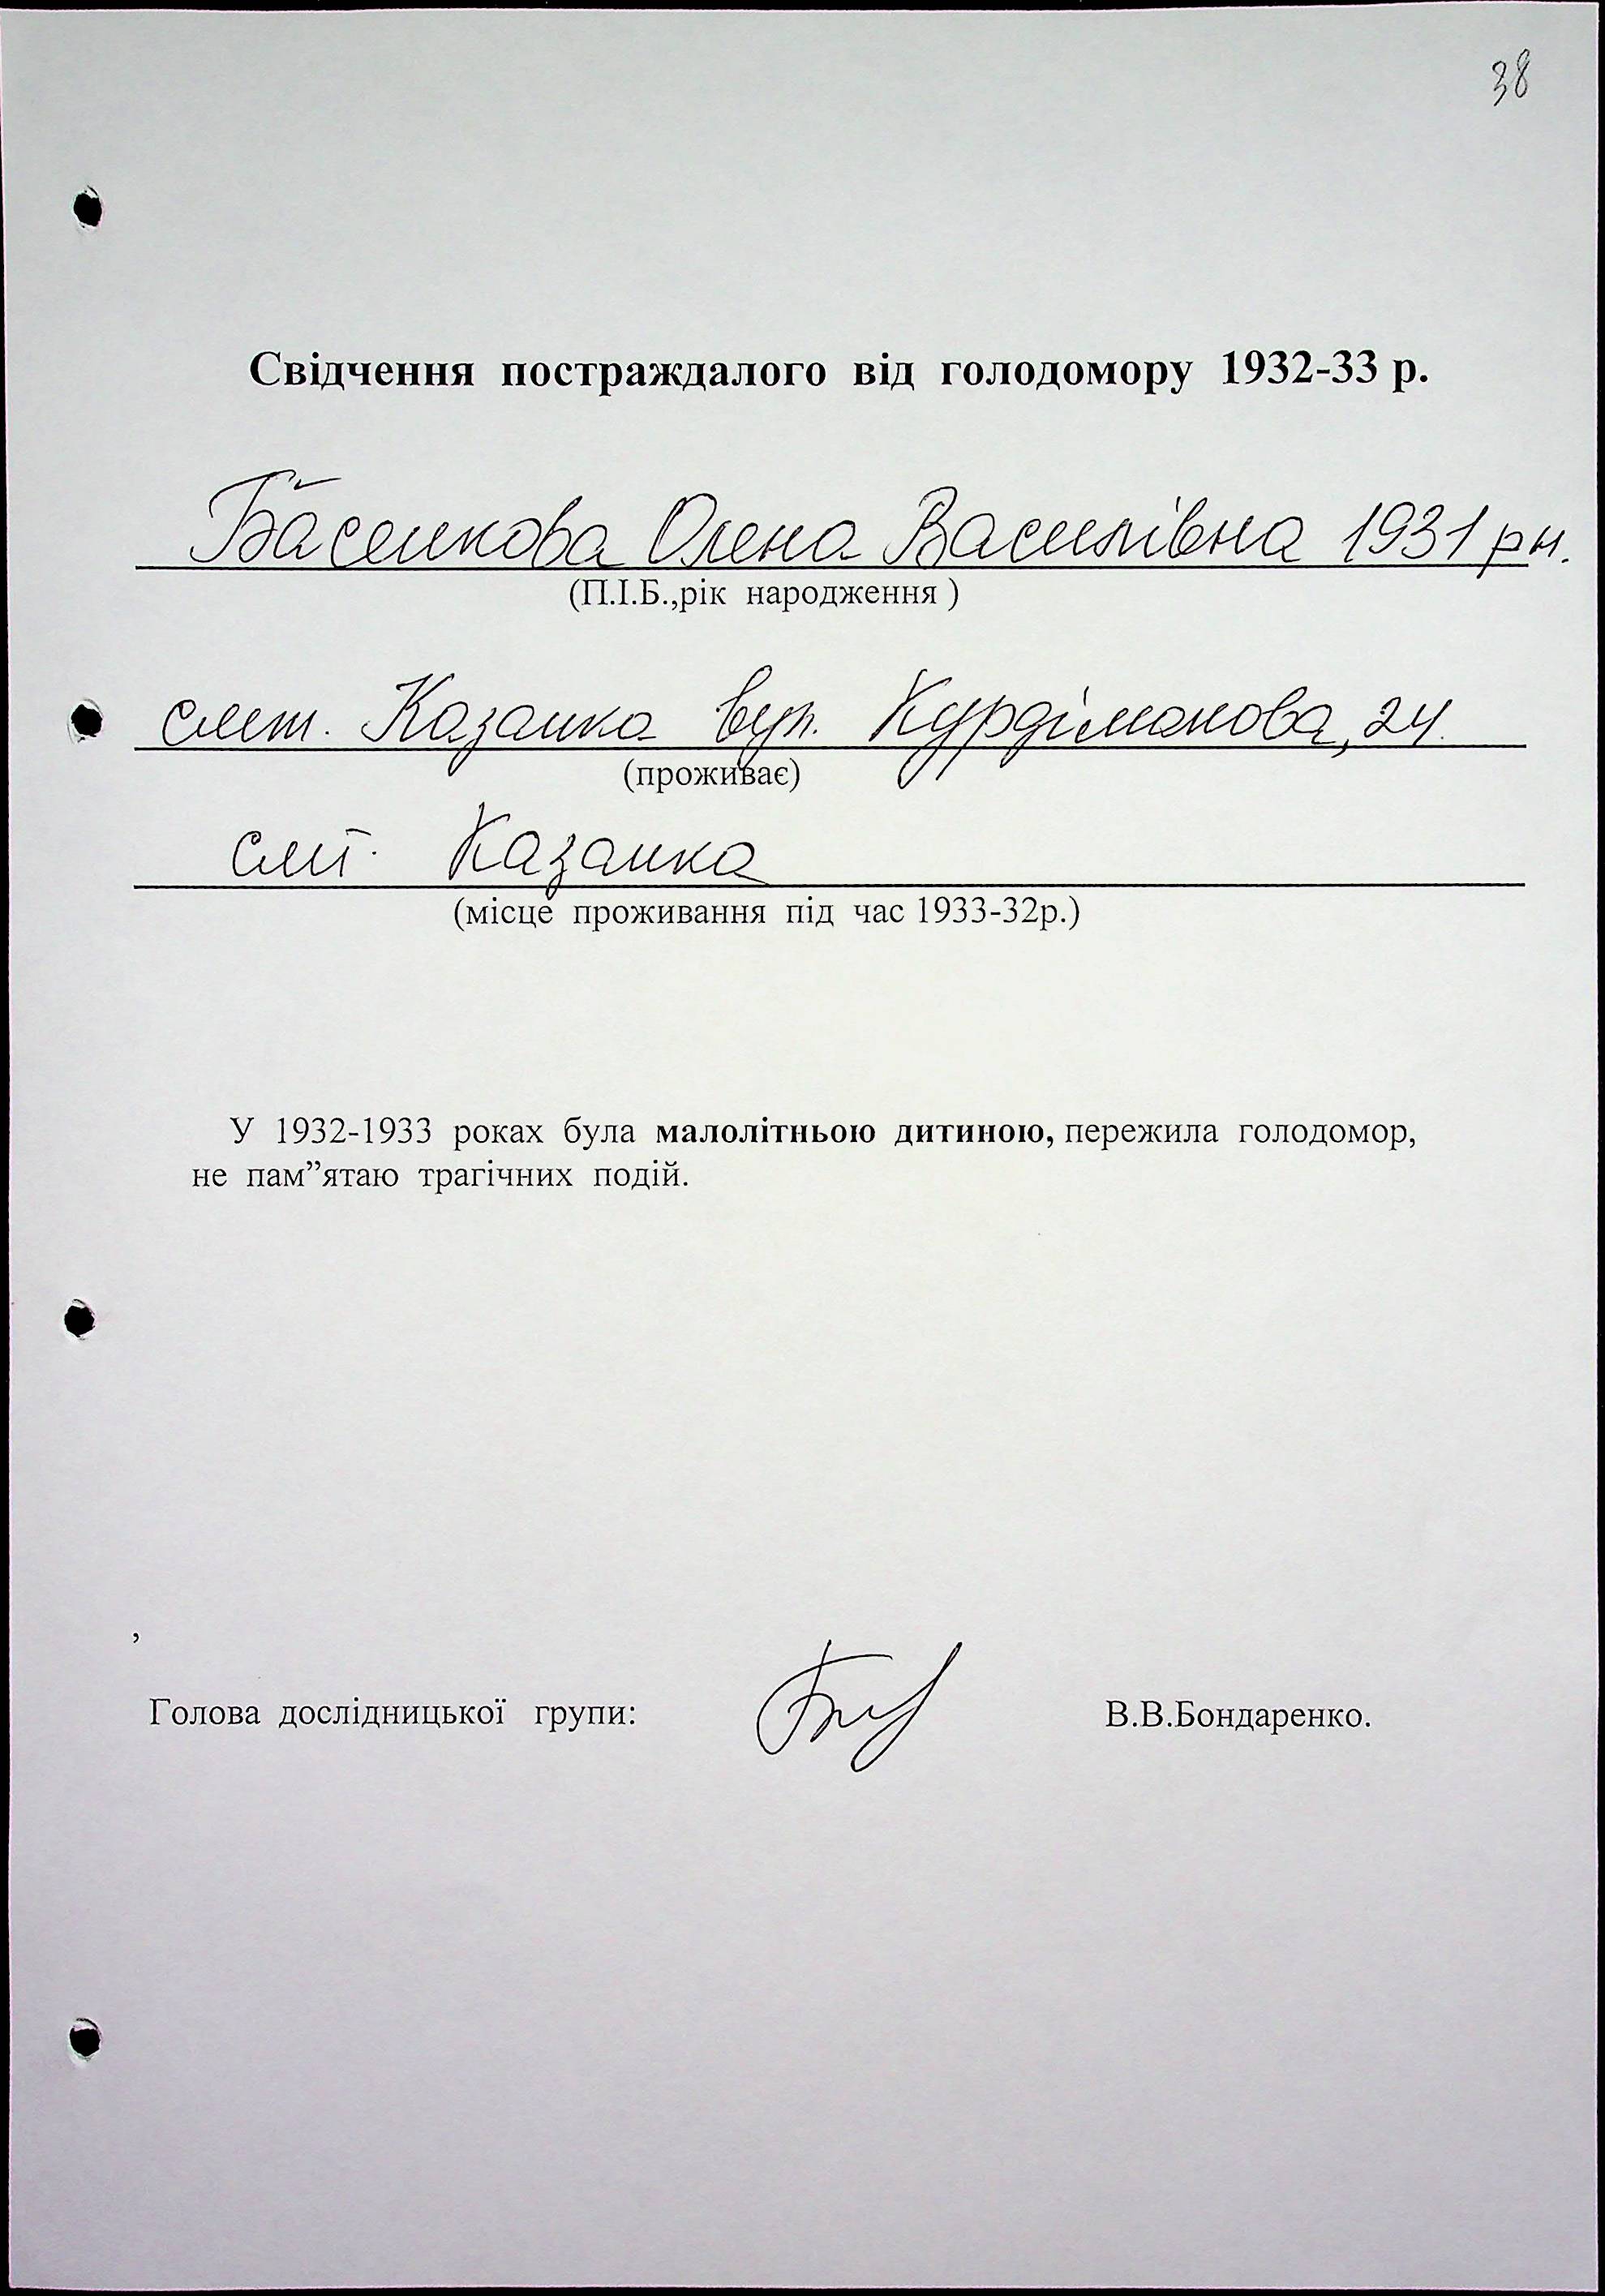 38
Свідчення постраждалого від голодомору 1932-33 р.
Басенкова Олена Василівна 1931 рн.
(П.І.Б.,рік народження )
смт. Казанка вул. Курдіманова, 24.
(проживає)
смт. Казанка
(місце проживання під час 1933-32р.)
У 1932-1933 роках була малолітньою дитиною, пережила голодомор,
не пам”ятаю трагічних подій.
,
Голова дослідницької групи: В.В.Бондаренко.